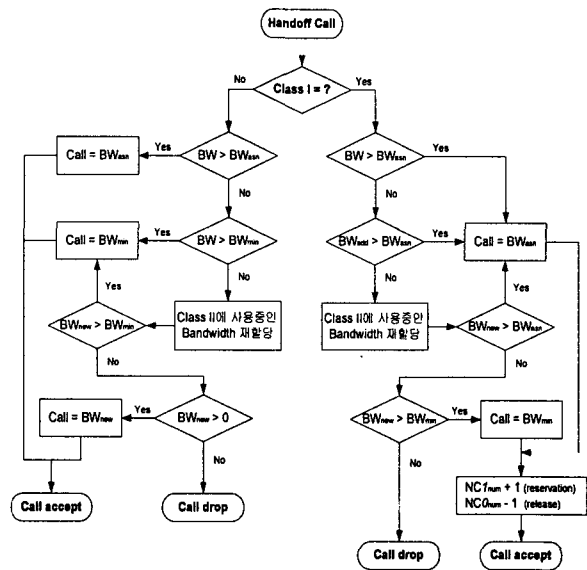 Handoff Call
Class I = ?
No
Yes
BW > BWasn
Yes
Call = BWasn
No
BW > BWmin
Yes
Call = BWmin
No
Class II에 사용중인
Bandwidth 재할당
BWnew > BWmin
Yes
No
BWnew > 0
Yes
Call = BWnew
No
Call accept
Call drop
BW > BWasn
Yes
No
BWadd > BWasn
Yes
Call = BWasn
No
Class II에 사용중인
Bandwidth 재할당
BWnew > BWasn
Yes
No
BWnew > BWmin
Yes
Call = BWmin
No
NC1num + 1 (reservation)
NC0num - 1 (release)
Call drop
Call accept